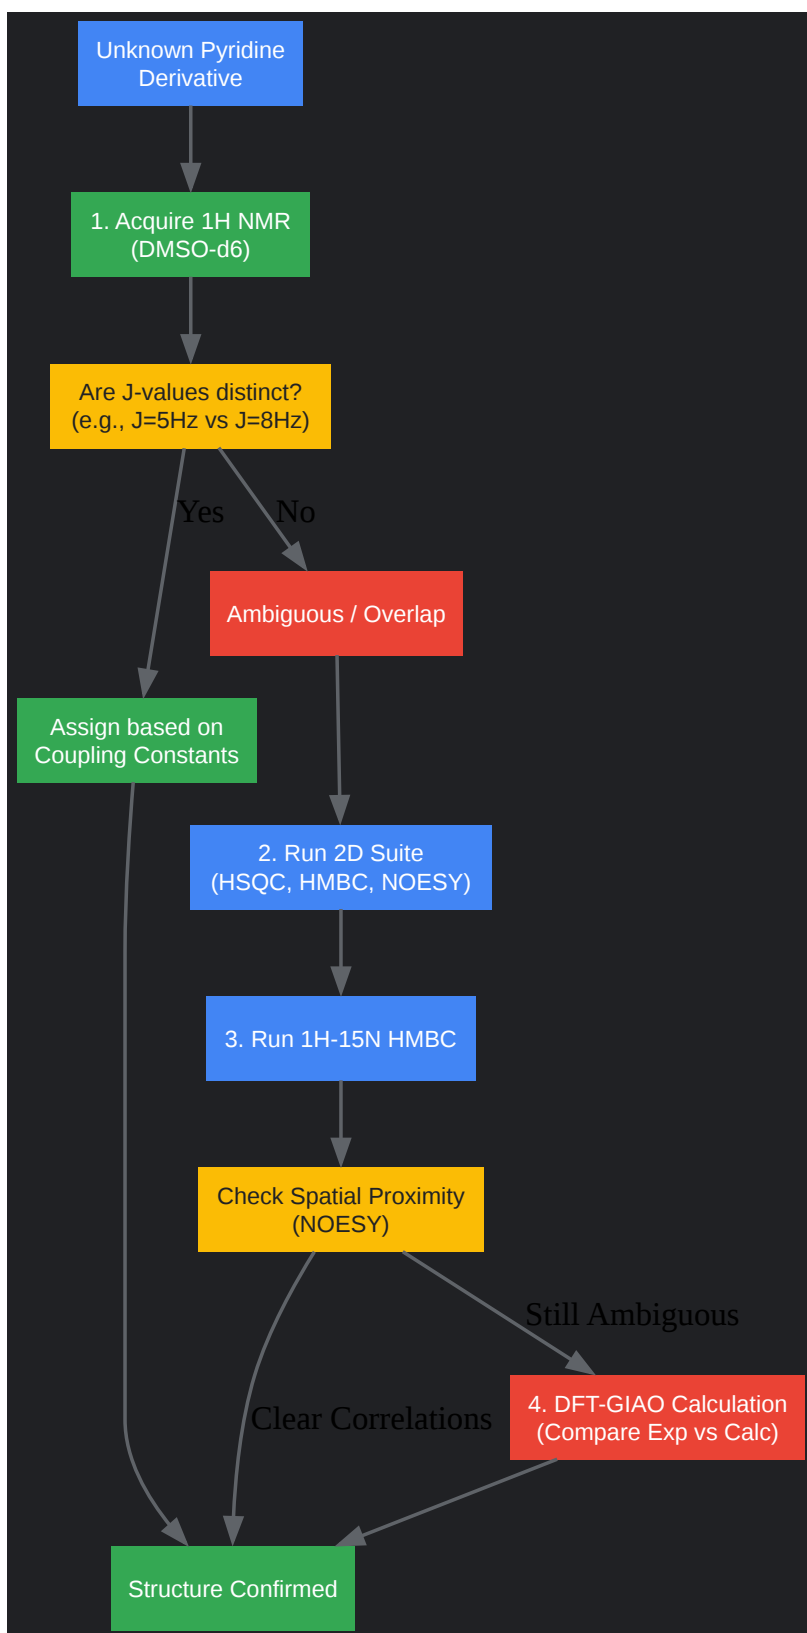 Unknown Pyridine
Derivative
1. Acquire 1H NMR
(DMSO-d6)
Are J-values distinct?
(e.g., J=5Hz vs J=8Hz)
Yes
No
Ambiguous / Overlap
Assign based on
Coupling Constants
2. Run 2D Suite
(HSQC, HMBC, NOESY)
3. Run 1H-15N HMBC
Check Spatial Proximity
(NOESY)
Still Ambiguous
Clear Correlations
4. DFT-GIAO Calculation
(Compare Exp vs Calc)
Structure Confirmed